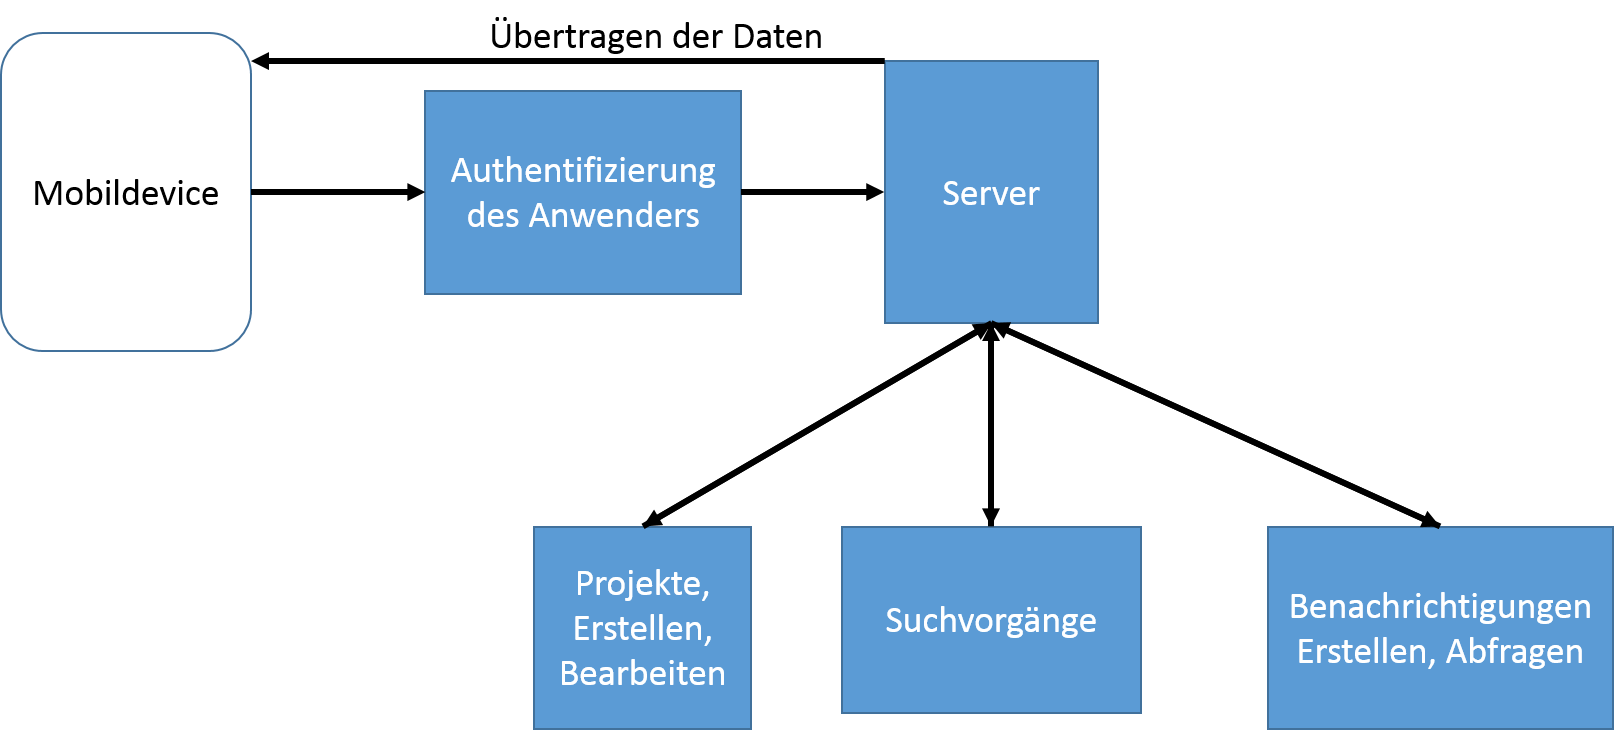 Übertragen der Daten
Mobildevice
Authentifizierung
des Anwenders
Server
Projekte,
Erstellen,
Bearbeiten
Suchvorgänge
Benachrichtigungen
Erstellen, Abfragen